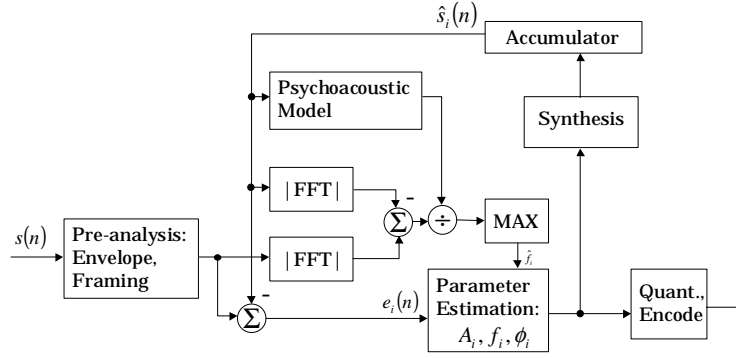 ŝᵢ(n)
Accumulator
Psychoacoustic
Model
Synthesis
|FFT|
-
Σ
÷
MAX
s(n)
Pre-analysis:
Envelope,
Framing
|FFT|
f̂ᵢ
-
Σ
eᵢ(n)
Parameter
Estimation:
Aᵢ, fᵢ, ϕᵢ
Quant.,
Encode